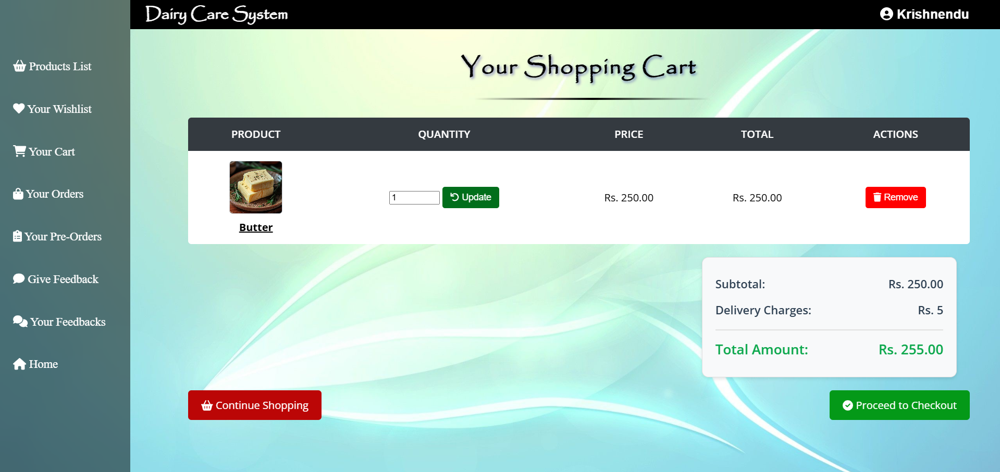 Dairy Care System
Krishnendu
Products List
Your Wishlist
Your Cart
Your Orders
Your Pre-Orders
Give Feedback
Your Feedbacks
Home
Your Shopping Cart
PRODUCT QUANTITY PRICE TOTAL ACTIONS
1 Update Rs. 250.00 Rs. 250.00 Remove
Butter
Subtotal: Rs. 250.00
Delivery Charges: Rs. 5
Total Amount: Rs. 255.00
Continue Shopping Proceed to Checkout